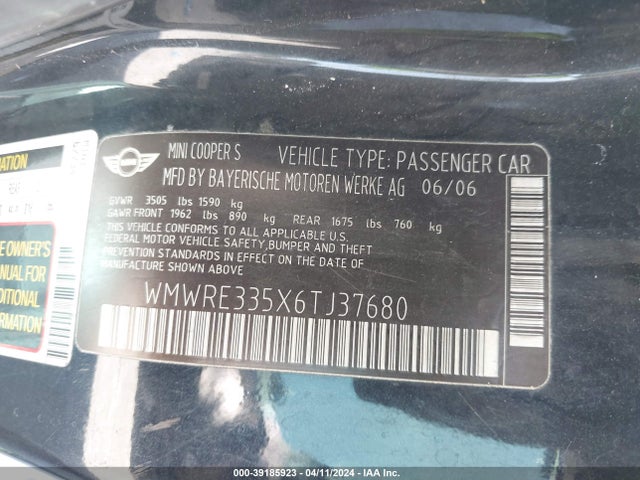 MINI COOPER S VEHICLE TYPE: PASSENGER CAR
MFD BY BAYERISCHE MOTOREN WERKE AG 06/06
GVWR 3505 lbs 1590 kg
GAWR FRONT 1962 lbs 890 kg REAR 1675 lbs 760 kg
THIS VEHICLE CONFORMS TO ALL APPLICABLE U.S.
FEDERAL MOTOR VEHICLE SAFETY, BUMPER AND THEFT
PREVENTION STANDARDS IN EFFECT ON THE DATE OF
MANUFACTURE SHOWN ABOVE
WMWRE335X6TJ37680
MATION
E OWNER'S
NUAL FOR
DITIONAL
ORMATION
000-39185923 - 04/11/2024 - IAA Inc.